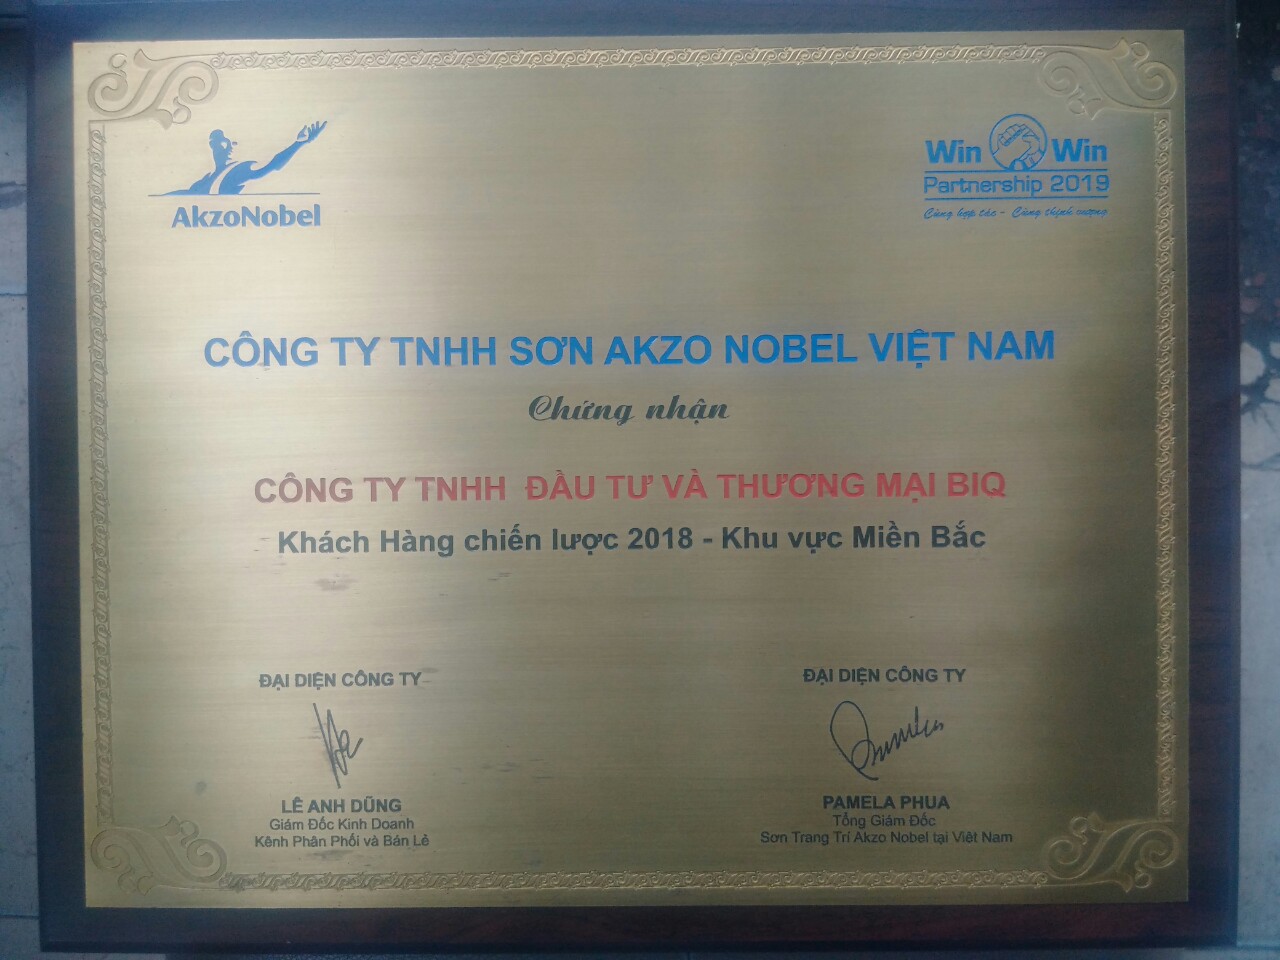 AkzoNobel
Win Win
Partnership 2019
Cùng hợp tác - Cùng thịnh vượng
CÔNG TY TNHH SƠN AKZO NOBEL VIỆT NAM
Chứng nhận
CÔNG TY TNHH ĐẦU TƯ VÀ THƯƠNG MẠI BIQ
Khách Hàng chiến lược 2018 - Khu vực Miền Bắc
ĐẠI DIỆN CÔNG TY
LÊ ANH DŨNG
Giám Đốc Kinh Doanh
Kênh Phân Phối và Bán Lẻ
ĐẠI DIỆN CÔNG TY
PAMELA PHUA
Tổng Giám Đốc
Sơn Trang Trí Akzo Nobel tại Việt Nam